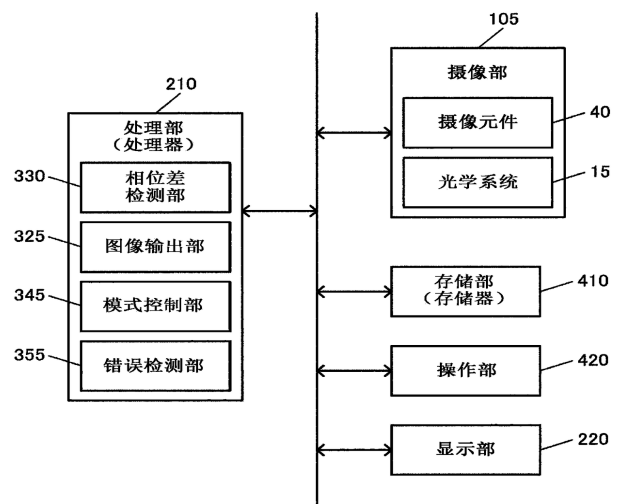 210
处理部
(处理器)
330
相位差
检测部
325
图像输出部
345
模式控制部
355
错误检测部
105
摄像部
摄像元件
40
光学系统
15
存储部
(存储器)
410
操作部
420
显示部
220